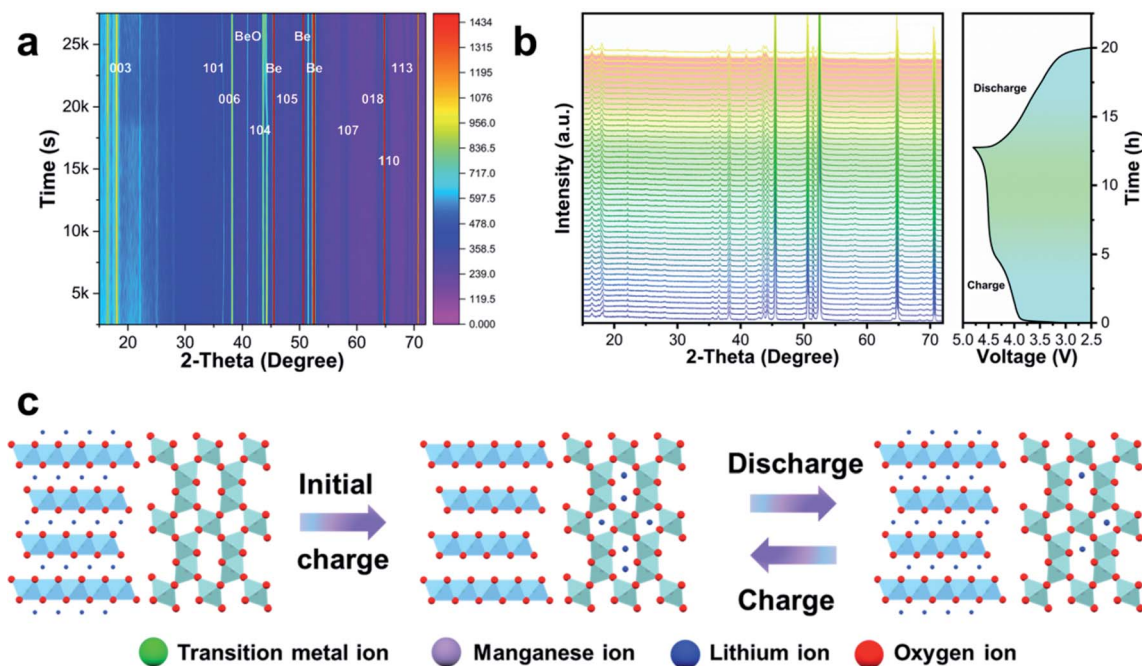 a
25k
20k
15k
10k
5k
Time (s)
003
BeO
Be
101
Be
Be
113
006
105
018
104
107
110
20
30
40
50
60
70
2-Theta (Degree)
1434
1315
1195
1076
956.0
836.5
717.0
597.5
478.0
358.5
239.0
119.5
0.000
b
Intensity (a.u.)
20
30
40
50
60
70
2-Theta (Degree)
Discharge
Charge
20
15
10
5
0
Time (h)
5.0 4.5 4.0 3.5 3.0 2.5
Voltage (V)
c
Initial
charge
Discharge
Charge
Transition metal ion
Manganese ion
Lithium ion
Oxygen ion